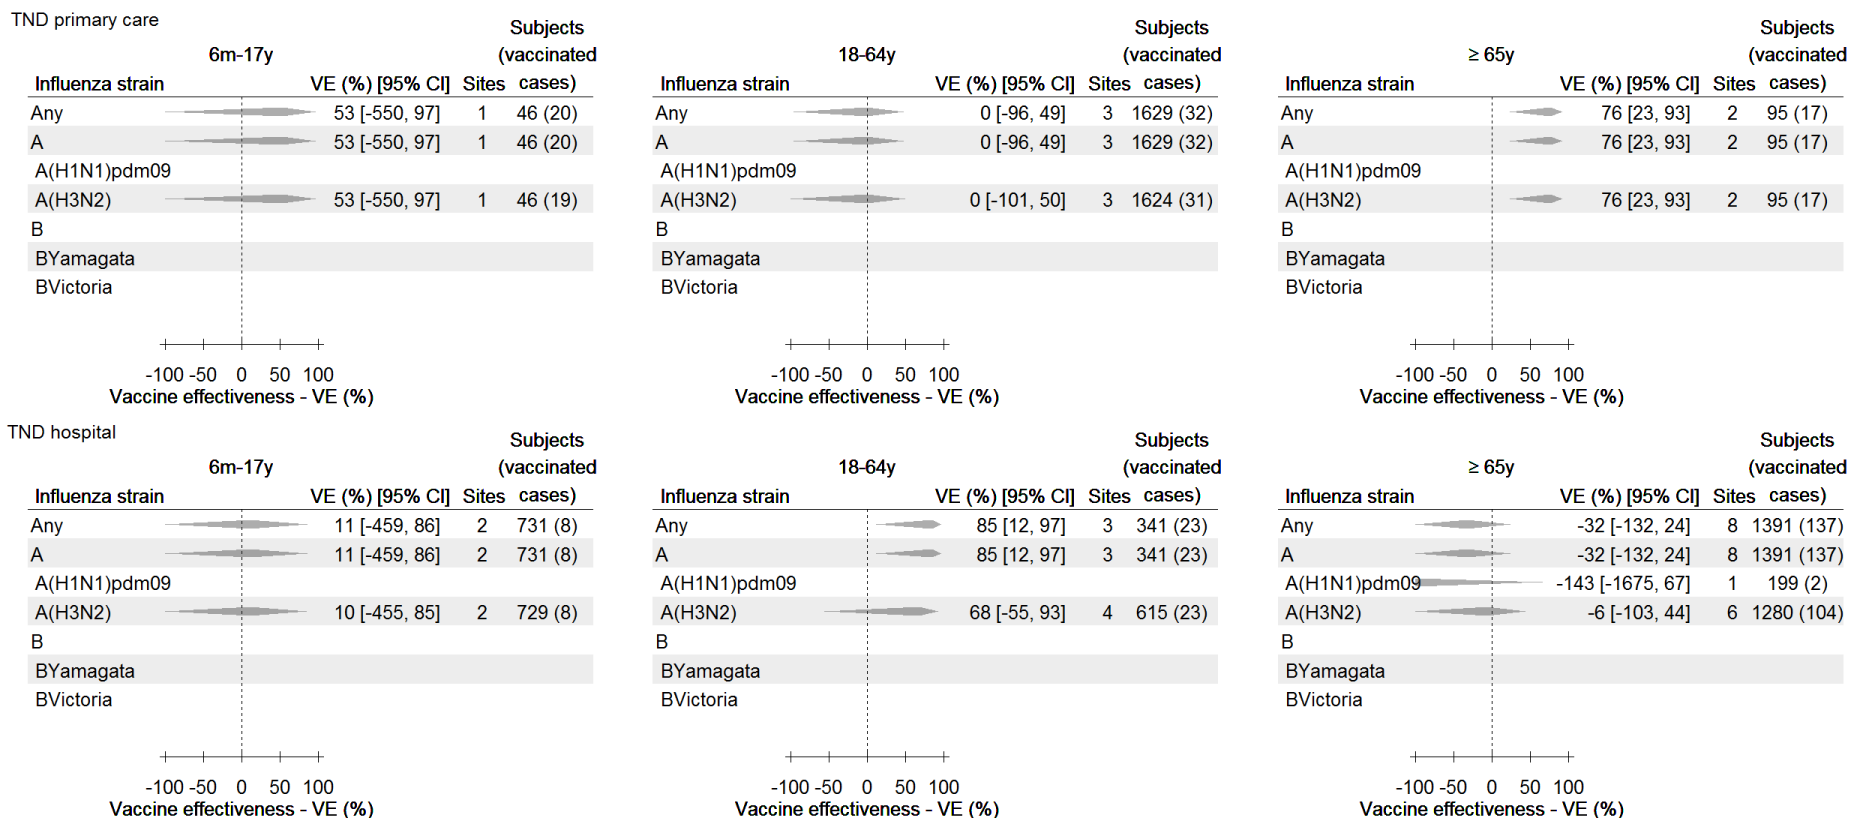 TND primary care
6m-17y
Subjects
(vaccinated
Influenza strain VE (%) [95% CI] Sites cases)
Any 53 [-550, 97] 1 46 (20)
A 53 [-550, 97] 1 46 (20)
A(H1N1)pdm09
A(H3N2) 53 [-550, 97] 1 46 (19)
B
BYamagata
BVictoria
-100 -50 0 50 100
Vaccine effectiveness - VE (%)
18-64y
Subjects
(vaccinated
Influenza strain VE (%) [95% CI] Sites cases)
Any 0 [-96, 49] 3 1629 (32)
A 0 [-96, 49] 3 1629 (32)
A(H1N1)pdm09
A(H3N2) 0 [-101, 50] 3 1624 (31)
B
BYamagata
BVictoria
-100 -50 0 50 100
Vaccine effectiveness - VE (%)
≥ 65y
Subjects
(vaccinated
Influenza strain VE (%) [95% CI] Sites cases)
Any 76 [23, 93] 2 95 (17)
A 76 [23, 93] 2 95 (17)
A(H1N1)pdm09
A(H3N2) 76 [23, 93] 2 95 (17)
B
BYamagata
BVictoria
-100 -50 0 50 100
Vaccine effectiveness - VE (%)
TND hospital
6m-17y
Subjects
(vaccinated
Influenza strain VE (%) [95% CI] Sites cases)
Any 11 [-459, 86] 2 731 (8)
A 11 [-459, 86] 2 731 (8)
A(H1N1)pdm09
A(H3N2) 10 [-455, 85] 2 729 (8)
B
BYamagata
BVictoria
-100 -50 0 50 100
Vaccine effectiveness - VE (%)
18-64y
Subjects
(vaccinated
Influenza strain VE (%) [95% CI] Sites cases)
Any 85 [12, 97] 3 341 (23)
A 85 [12, 97] 3 341 (23)
A(H1N1)pdm09
A(H3N2) 68 [-55, 93] 4 615 (23)
B
BYamagata
BVictoria
-100 -50 0 50 100
Vaccine effectiveness - VE (%)
≥ 65y
Subjects
(vaccinated
Influenza strain VE (%) [95% CI] Sites cases)
Any -32 [-132, 24] 8 1391 (137)
A -32 [-132, 24] 8 1391 (137)
A(H1N1)pdm09 -143 [-1675, 67] 1 199 (2)
A(H3N2) -6 [-103, 44] 6 1280 (104)
B
BYamagata
BVictoria
-100 -50 0 50 100
Vaccine effectiveness - VE (%)